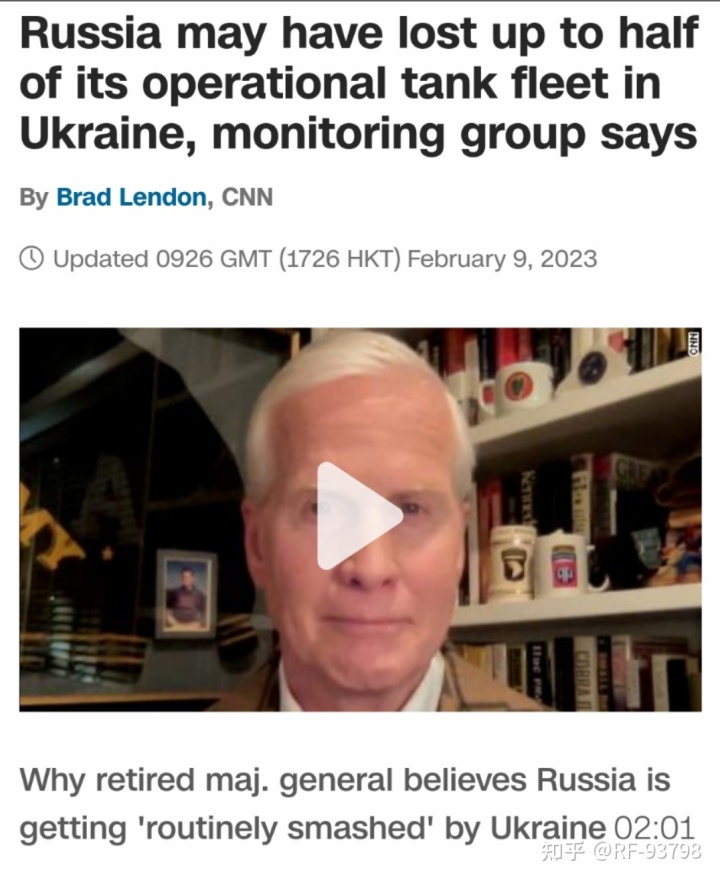 Russia may have lost up to half
of its operational tank fleet in
Ukraine, monitoring group says
By Brad Lendon, CNN
Updated 0926 GMT (1726 HKT) February 9, 2023
CNN
Why retired maj. general believes Russia is
getting 'routinely smashed' by Ukraine 02:01
知乎 @RF-93798